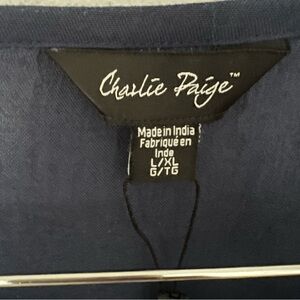 Charlie Paige™
Made in India
Fabriqué en
Inde
L/XL
G/TG